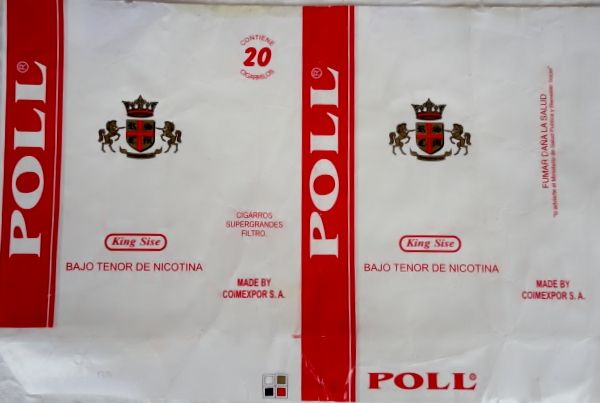 POLL®
CONTIENE
20
CIGARRILOS
King Sise
BAJO TENOR DE NICOTINA
CIGARROS
SUPERGRANDES
FILTRO.
MADE BY
COIMEXPOR S. A.
POLL®
King Sise
BAJO TENOR DE NICOTINA
FUMAR DAÑA LA SALUD
MADE BY
COIMEXPOR S. A.
POLL®